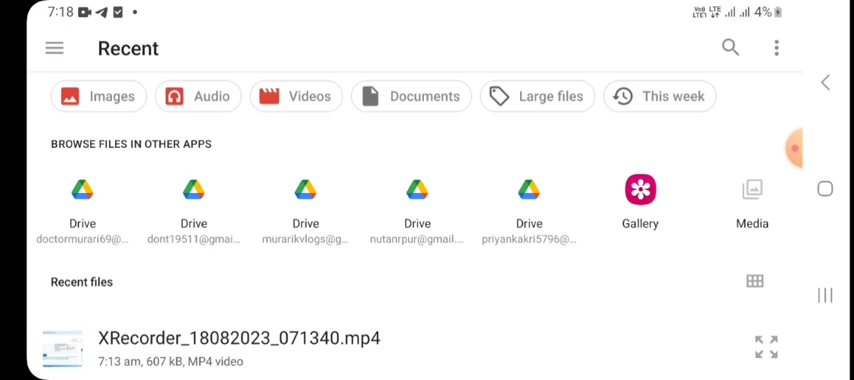 7:18 4%
Recent
Images Audio Videos Documents Large files This week
BROWSE FILES IN OTHER APPS
Drive Drive Drive Drive Drive Gallery Media
doctormurari69@... dont19511@gmai... murarikvlogs@g... nutanrpur@gmail.... priyankakri5796@...
Recent files
XRecorder_18082023_071340.mp4
7:13 am, 607 kB, MP4 video